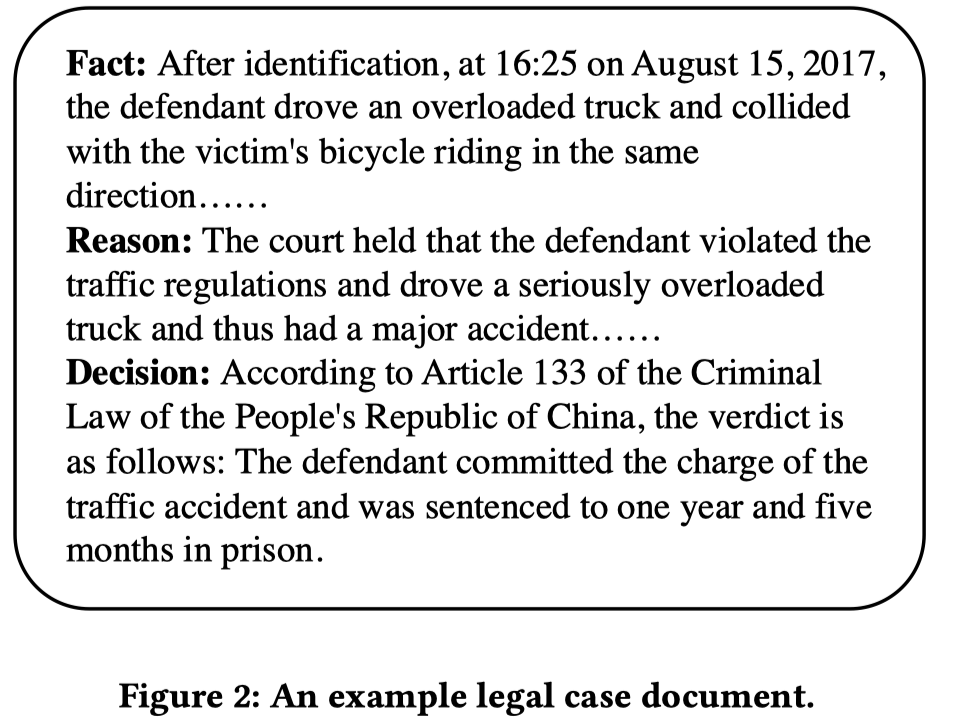 Fact: After identification, at 16:25 on August 15, 2017,
the defendant drove an overloaded truck and collided
with the victim's bicycle riding in the same
direction……
Reason: The court held that the defendant violated the
traffic regulations and drove a seriously overloaded
truck and thus had a major accident……
Decision: According to Article 133 of the Criminal
Law of the People's Republic of China, the verdict is
as follows: The defendant committed the charge of the
traffic accident and was sentenced to one year and five
months in prison.
Figure 2: An example legal case document.